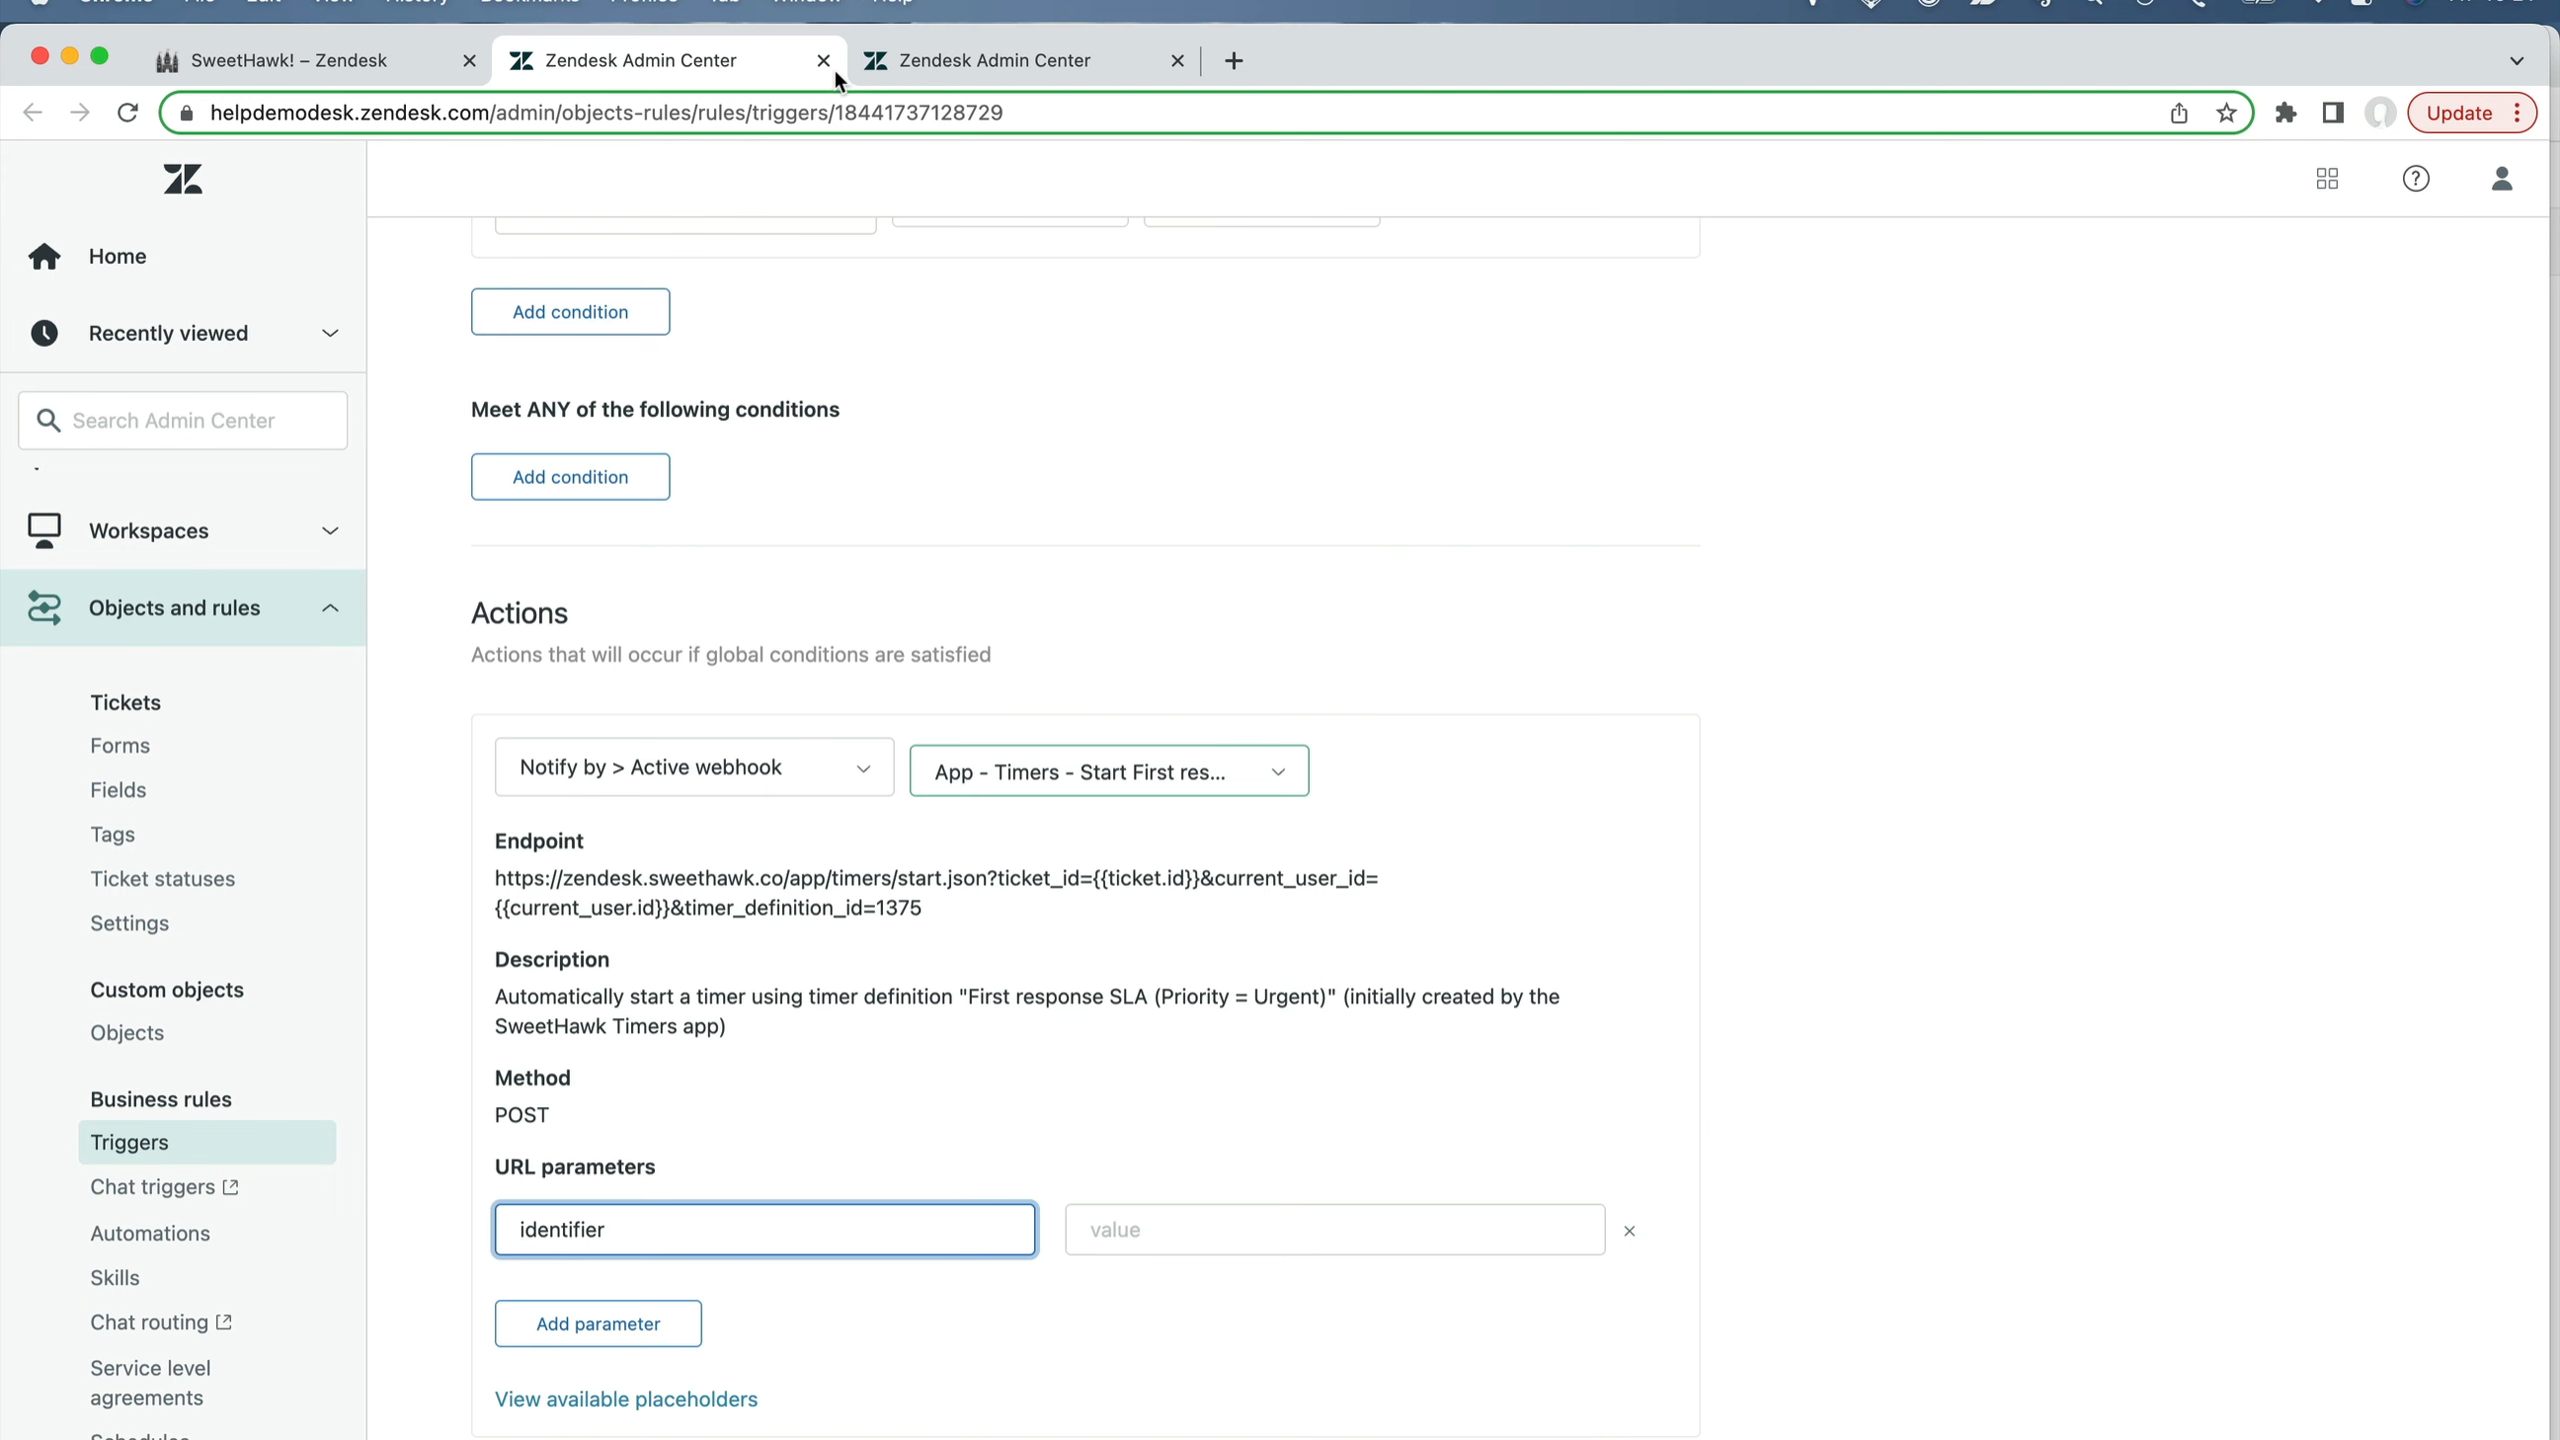 SweetHawk! – Zendesk
Zendesk Admin Center
Zendesk Admin Center
helpdemodesk.zendesk.com/admin/objects-rules/rules/triggers/18441737128729
Update
Home
Recently viewed
Search Admin Center
Workspaces
Objects and rules
Tickets
Forms
Fields
Tags
Ticket statuses
Settings
Custom objects
Objects
Business rules
Triggers
Chat triggers
Automations
Skills
Chat routing
Service level
agreements
Add condition
Meet ANY of the following conditions
Add condition
Actions
Actions that will occur if global conditions are satisfied
Notify by > Active webhook
App - Timers - Start First res...
Endpoint
https://zendesk.sweethawk.co/app/timers/start.json?ticket_id={{ticket.id}}&current_user_id=
{{current_user.id}}&timer_definition_id=1375
Description
Automatically start a timer using timer definition "First response SLA (Priority = Urgent)" (initially created by the
SweetHawk Timers app)
Method
POST
URL parameters
identifier
value
Add parameter
View available placeholders